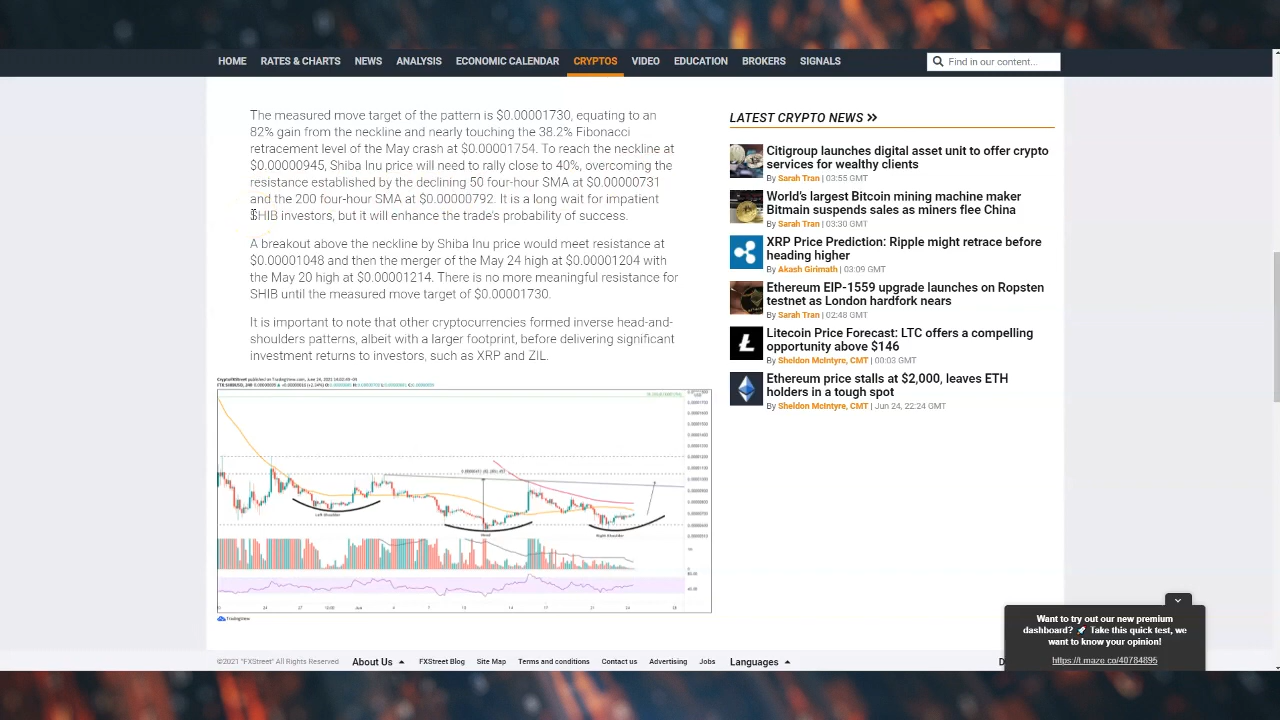 HOME RATES & CHARTS NEWS ANALYSIS ECONOMIC CALENDAR CRYPTOS VIDEO EDUCATION BROKERS SIGNALS
Find in our content...
The measured move target of the pattern is $0.00001730, equating to an
82% gain from the neckline and nearly touching the 38.2% Fibonacci
retracement level of the May crash at $0.00001754. To reach the neckline at
$0.00000945, Shiba Inu price will need to rally close to 40%, overcoming the
resistance established by the declining 50 four-hour SMA at $0.00000731
and the 200 four-hour SMA at $0.00000792. It is a long wait for impatient
SHIB investors, but it will enhance the trades probability of success.
A breakout above the neckline by Shiba Inu price would meet resistance at
$0.00001048 and then the merger of the May 24 high at $0.00001204 with
the May 20 high at $0.00001214. There is no more meaningful resistance for
SHIB until the measured move target of $0.00001730.
It is important to note that other cryptocurrencies formed inverse head-and-
shoulders patterns, albeit with a larger footprint, before delivering significant
investment returns to investors, such as XRP and ZIL.
Left Shoulder
Head
Right Shoulder
TradingView
LATEST CRYPTO NEWS
Citigroup launches digital asset unit to offer crypto
services for wealthy clients
By Sarah Tran | 03:55 GMT
World's largest Bitcoin mining machine maker
Bitmain suspends sales as miners flee China
By Sarah Tran | 03:30 GMT
XRP Price Prediction: Ripple might retrace before
heading higher
By Akash Girimath | 03:09 GMT
Ethereum EIP-1559 upgrade launches on Ropsten
testnet as London hardfork nears
By Sarah Tran | 02:48 GMT
Litecoin Price Forecast: LTC offers a compelling
opportunity above $146
By Sheldon McIntyre, CMT | 00:03 GMT
Ethereum price stalls at $2,000, leaves ETH
holders in a tough spot
By Sheldon McIntyre, CMT | Jun 24, 22:24 GMT
Want to try out our new premium
dashboard? 🚀 Take this quick test, we
want to know your opinion!
https://t.maze.co/40784895
©2021 "FXStreet" All Rights Reserved About Us FXStreet Blog Site Map Terms and conditions Contact us Advertising Jobs Languages